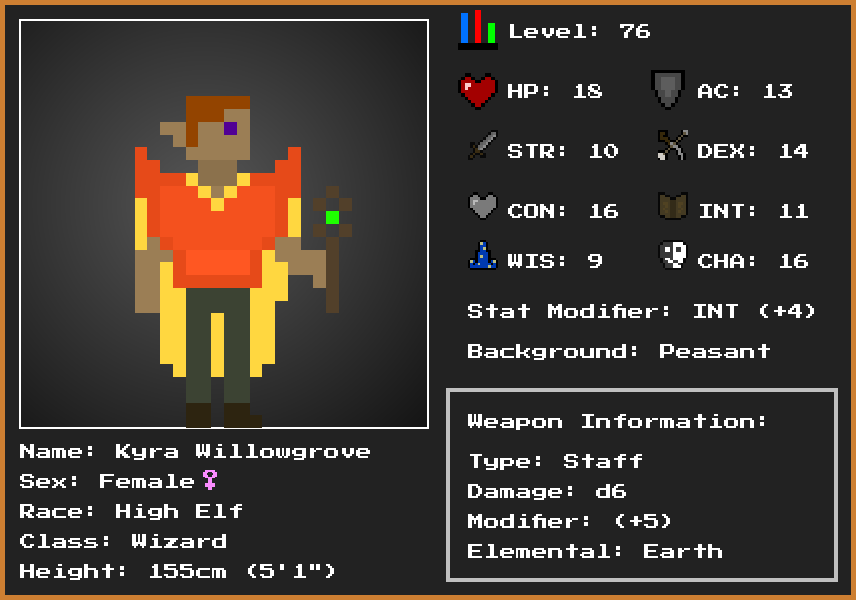 Level: 76
HP: 18
AC: 13
STR: 10
DEX: 14
CON: 16
INT: 11
WIS: 9
CHA: 16
Stat Modifier: INT (+4)
Background: Peasant
Weapon Information:
Type: Staff
Damage: d6
Modifier: (+5)
Elemental: Earth
Name: Kyra Willowgrove
Sex: Female♀
Race: High Elf
Class: Wizard
Height: 155cm (5'1")